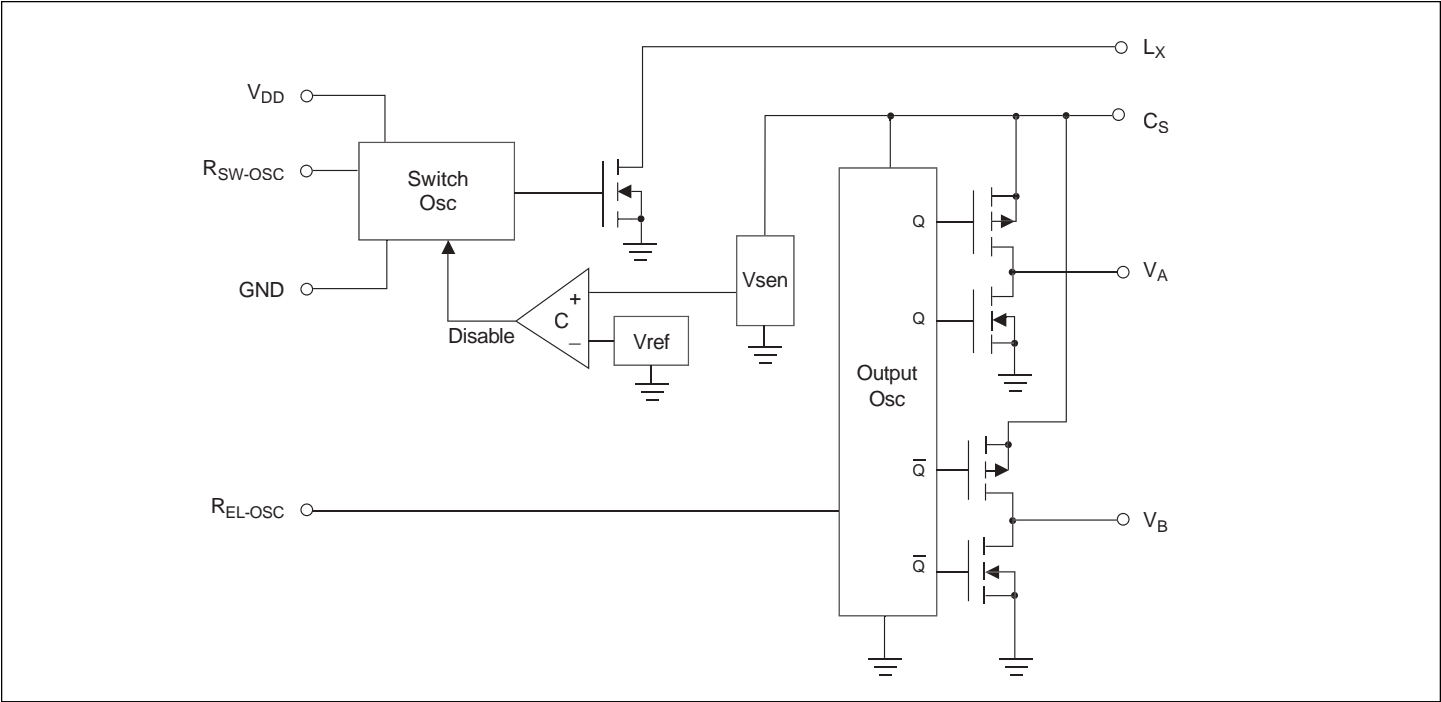 LX
VDD
CS
RSW-OSC
Switch
Osc
Q
Vsen
VA
GND
+
C
Q
Disable
–
Vref
Output
Osc
Q̅
REL-OSC
VB
Q̅